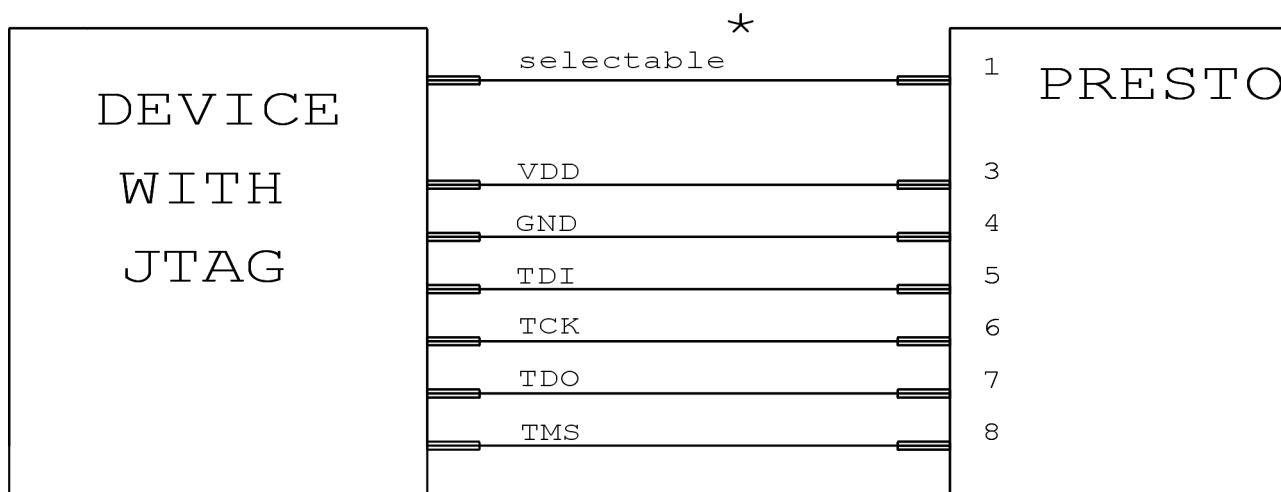 *
selectable
1
PRESTO
DEVICE
WITH
JTAG
VDD
3
GND
4
TDI
5
TCK
6
TDO
7
TMS
8